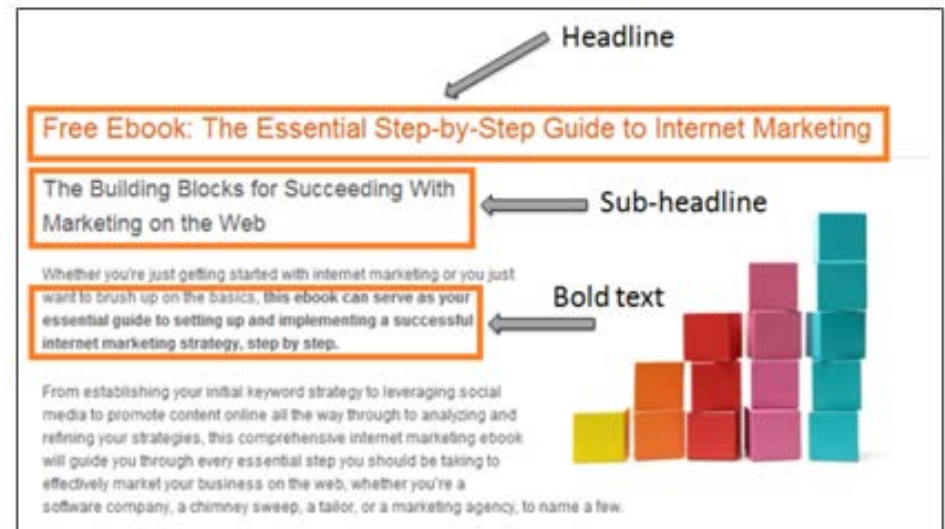 Headline
Free Ebook: The Essential Step-by-Step Guide to Internet Marketing
The Building Blocks for Succeeding With
Marketing on the Web
Sub-headline
Whether you're just getting started with internet marketing or you just
want to brush up on the basics, this ebook can serve as your
essential guide to setting up and implementing a successful
internet marketing strategy, step by step.
Bold text
From establishing your initial keyword strategy to leveraging social
media to promote content online all the way through to analyzing and
refining your strategies, this comprehensive internet marketing ebook
will guide you through every essential step you should be taking to
effectively market your business on the web, whether you're a
software company, a chimney sweep, a tailor, or a marketing agency, to name a few.